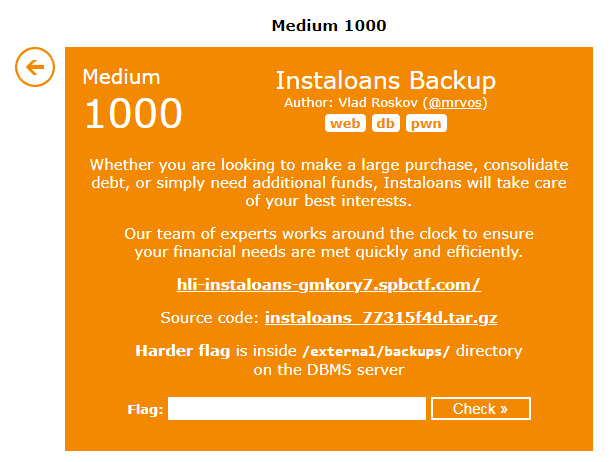 Medium 1000
Medium
1000
Instaloans Backup
Author: Vlad Roskov (@mrvos)
web db pwn
Whether you are looking to make a large purchase, consolidate
debt, or simply need additional funds, Instaloans will take care
of your best interests.
Our team of experts works around the clock to ensure
your financial needs are met quickly and efficiently.
hli-instaloans-gmkory7.spbctf.com/
Source code: instaloans_77315f4d.tar.gz
Harder flag is inside /external/backups/ directory
on the DBMS server
Flag:
Check »